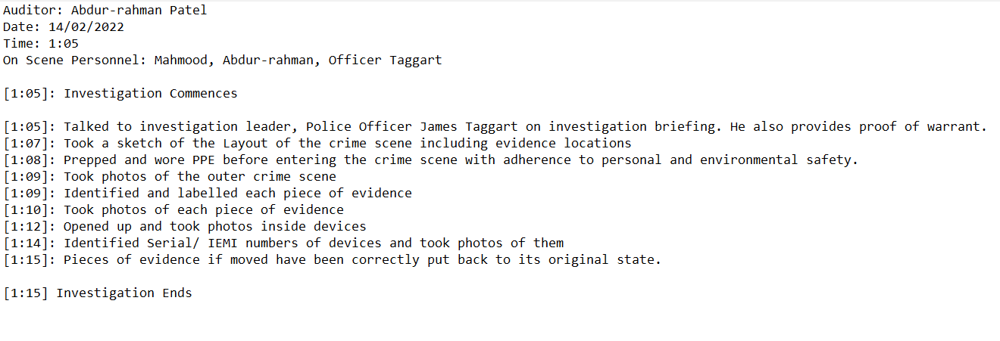 Auditor: Abdur-rahman Patel
Date: 14/02/2022
Time: 1:05
On Scene Personnel: Mahmood, Abdur-rahman, Officer Taggart
[1:05]: Investigation Commences
[1:05]: Talked to investigation leader, Police Officer James Taggart on investigation briefing. He also provides proof of warrant.
[1:07]: Took a sketch of the Layout of the crime scene including evidence locations
[1:08]: Prepped and wore PPE before entering the crime scene with adherence to personal and environmental safety.
[1:09]: Took photos of the outer crime scene
[1:09]: Identified and labelled each piece of evidence
[1:10]: Took photos of each piece of evidence
[1:12]: Opened up and took photos inside devices
[1:14]: Identified Serial/ IEMI numbers of devices and took photos of them
[1:15]: Pieces of evidence if moved have been correctly put back to its original state.
[1:15] Investigation Ends